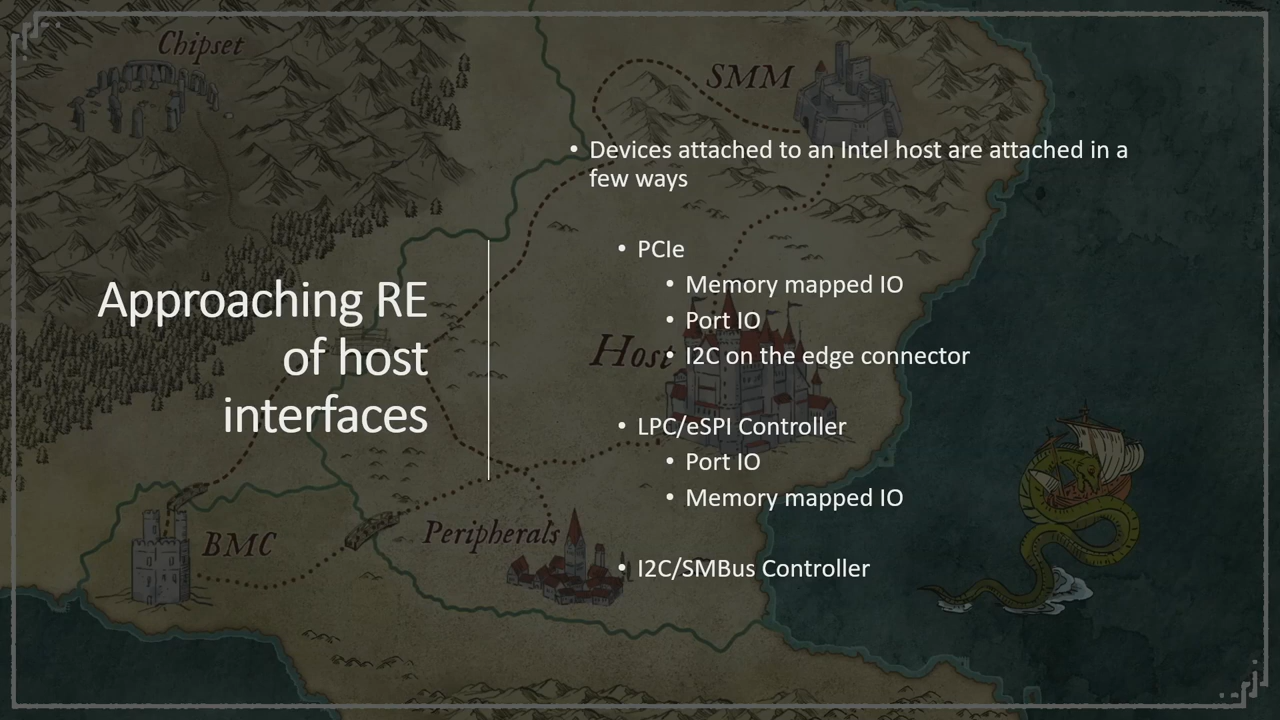 Chipset
SMM
Approaching RE
of host
interfaces
• Devices attached to an Intel host are attached in a
few ways
• PCIe
• Memory mapped IO
• Port IO
Host
• I2C on the edge connector
• LPC/eSPI Controller
• Port IO
• Memory mapped IO
BMC
Peripherals
• I2C/SMBus Controller